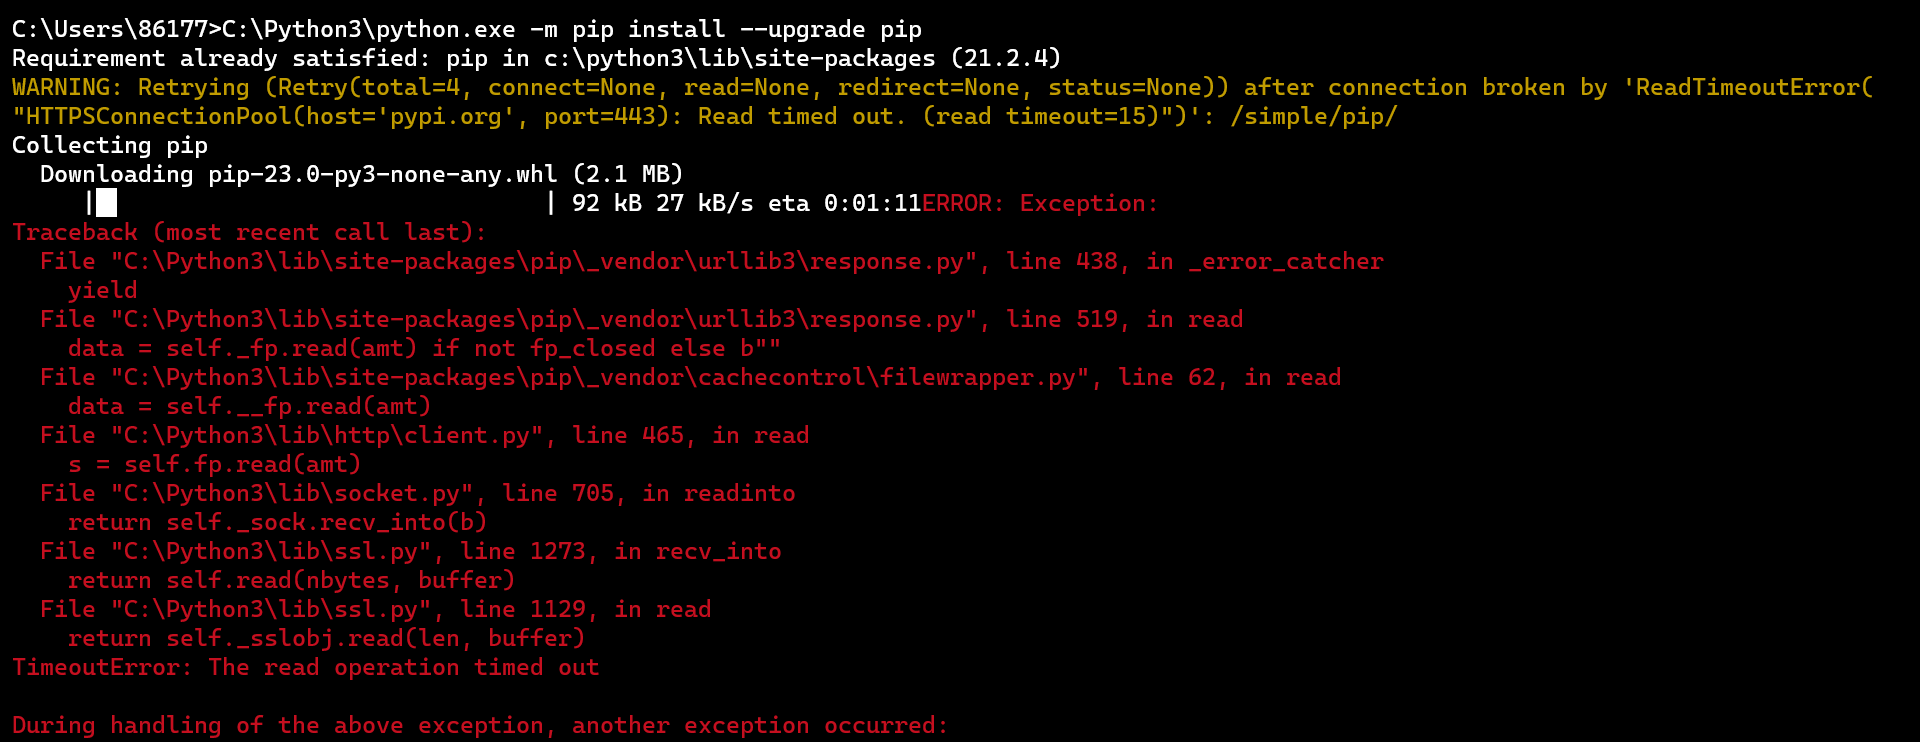 C:\Users\86177>C:\Python3\python.exe -m pip install --upgrade pip
Requirement already satisfied: pip in c:\python3\lib\site-packages (21.2.4)
WARNING: Retrying (Retry(total=4, connect=None, read=None, redirect=None, status=None)) after connection broken by 'ReadTimeoutError(
"HTTPSConnectionPool(host='pypi.org', port=443): Read timed out. (read timeout=15)")': /simple/pip/
Collecting pip
  Downloading pip-23.0-py3-none-any.whl (2.1 MB)
     |█                               | 92 kB 27 kB/s eta 0:01:11ERROR: Exception:
Traceback (most recent call last):
  File "C:\Python3\lib\site-packages\pip\_vendor\urllib3\response.py", line 438, in _error_catcher
    yield
  File "C:\Python3\lib\site-packages\pip\_vendor\urllib3\response.py", line 519, in read
    data = self._fp.read(amt) if not fp_closed else b""
  File "C:\Python3\lib\site-packages\pip\_vendor\cachecontrol\filewrapper.py", line 62, in read
    data = self.__fp.read(amt)
  File "C:\Python3\lib\http\client.py", line 465, in read
    s = self.fp.read(amt)
  File "C:\Python3\lib\socket.py", line 705, in readinto
    return self._sock.recv_into(b)
  File "C:\Python3\lib\ssl.py", line 1273, in recv_into
    return self.read(nbytes, buffer)
  File "C:\Python3\lib\ssl.py", line 1129, in read
    return self._sslobj.read(len, buffer)
TimeoutError: The read operation timed out

During handling of the above exception, another exception occurred: